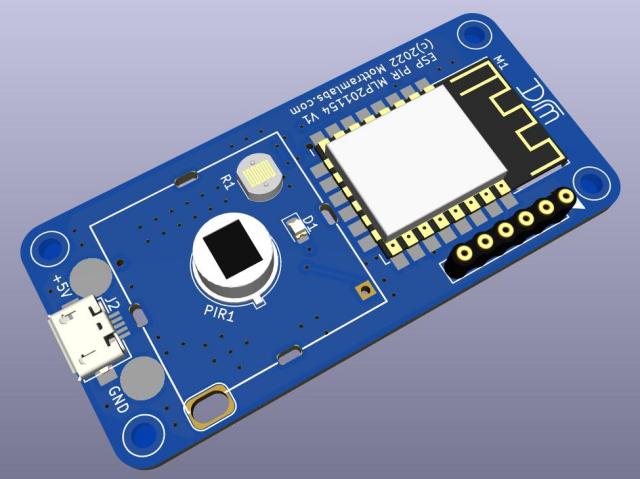 ESP PIR MLP201154 V1
(c)2022 Mottramlabs.com
M1
R1
D1
PIR1
+5V
J2
GND